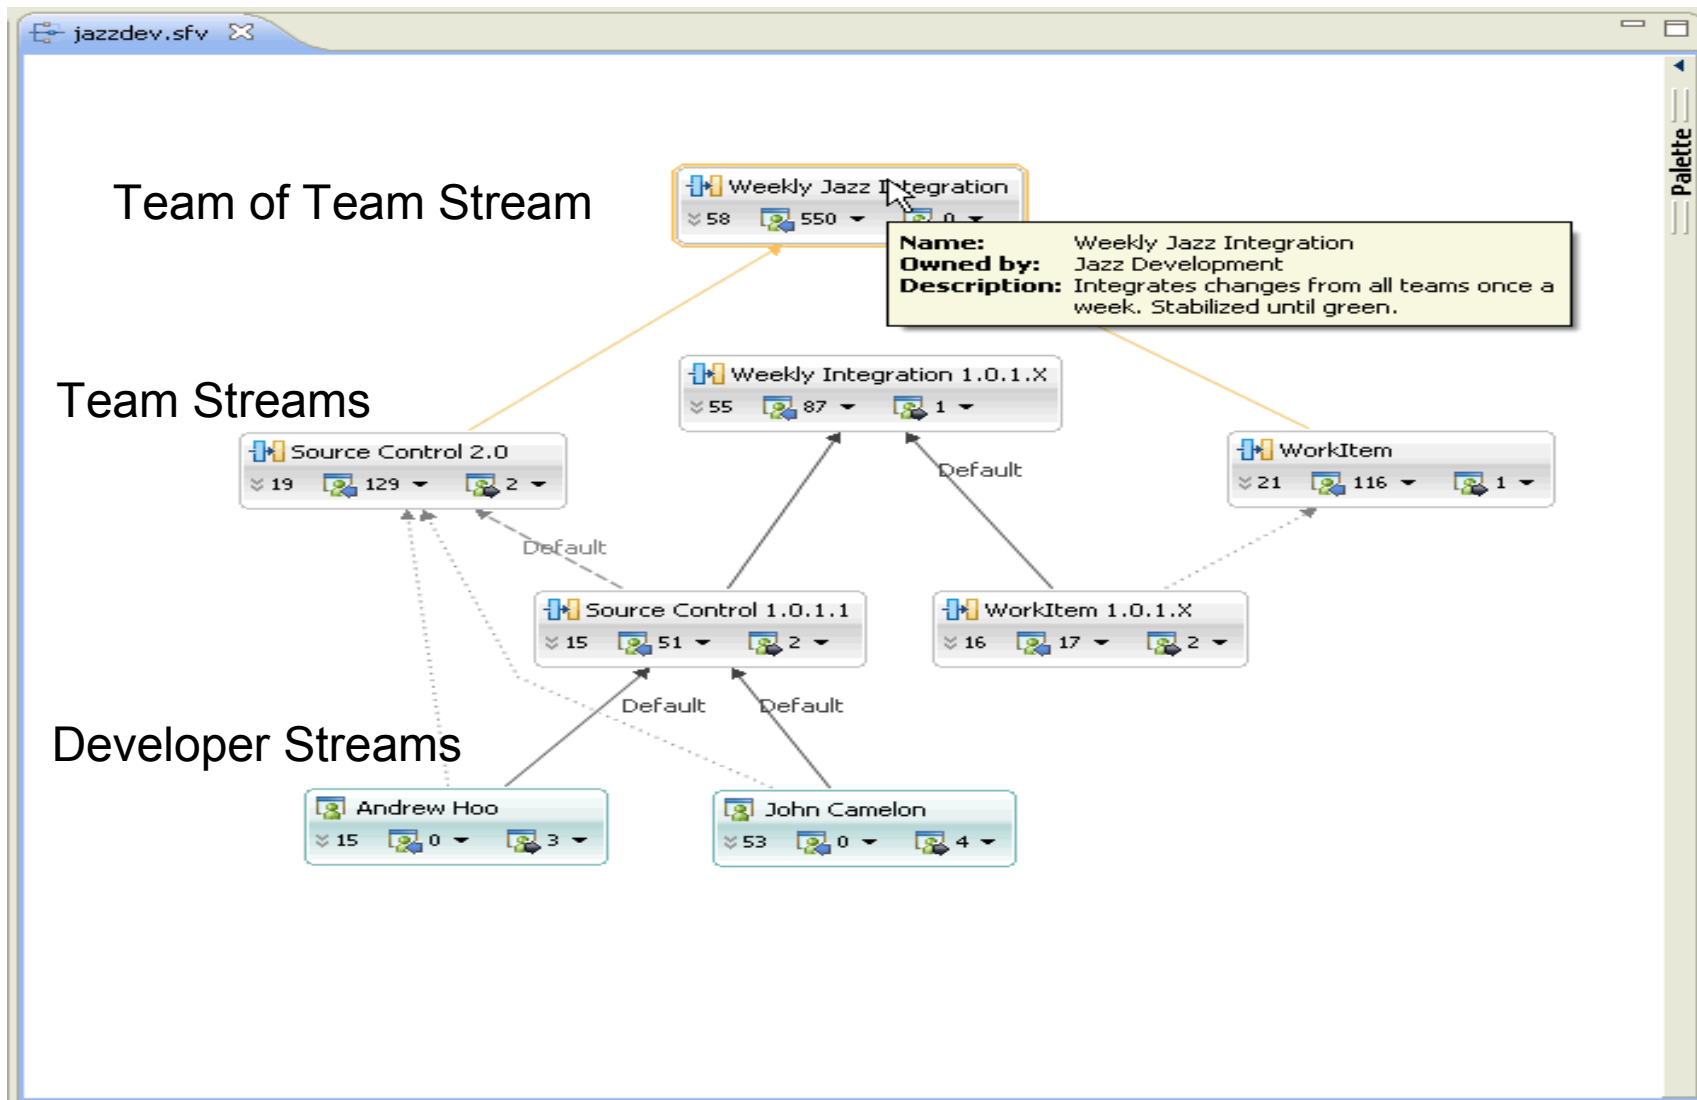 jazzdev.sfv
Palette
Team of Team Stream
Weekly Jazz Integration
58 550 0
Name: Weekly Jazz Integration
Owned by: Jazz Development
Description: Integrates changes from all teams once a
week. Stabilized until green.
Team Streams
Weekly Integration 1.0.1.X
55 87 1
Source Control 2.0
19 129 2
WorkItem
21 116 1
Default
Default
Source Control 1.0.1.1
15 51 2
WorkItem 1.0.1.X
16 17 2
Default
Default
Developer Streams
Andrew Hoo
15 0 3
John Camelon
53 0 4